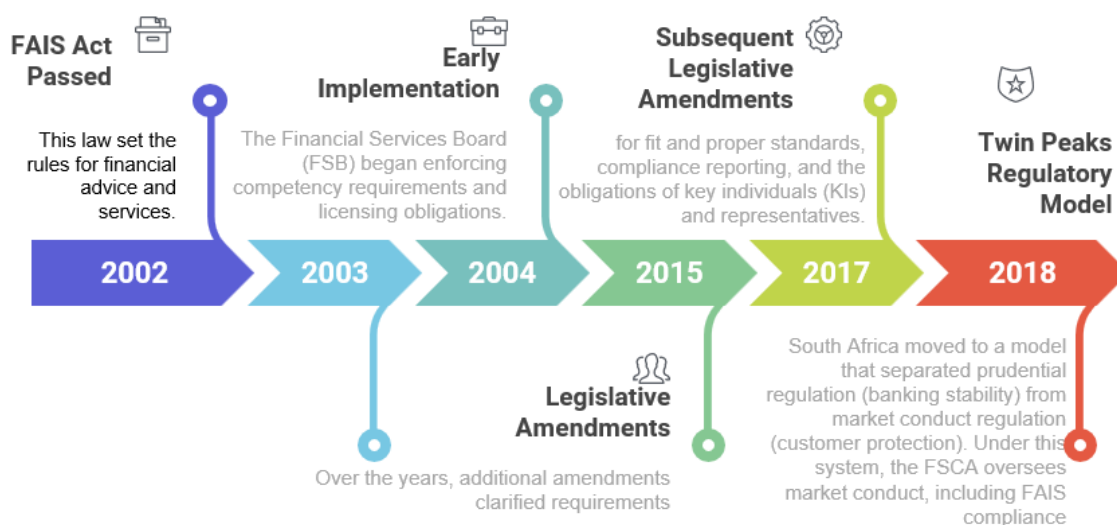 FAIS Act
Passed
This law set the
rules for financial
advice and
services.
Early
Implementation
The Financial Services Board
(FSB) began enforcing
competency requirements and
licensing obligations.
Subsequent
Legislative
Amendments
for fit and proper standards,
compliance reporting, and the
obligations of key individuals (KIs)
and representatives.
Twin Peaks
Regulatory
Model
2002
2003
2004
2015
2017
2018
Legislative
Amendments
Over the years, additional amendments
clarified requirements
South Africa moved to a model
that separated prudential
regulation (banking stability) from
market conduct regulation
(customer protection). Under this
system, the FSCA oversees
market conduct, including FAIS
compliance